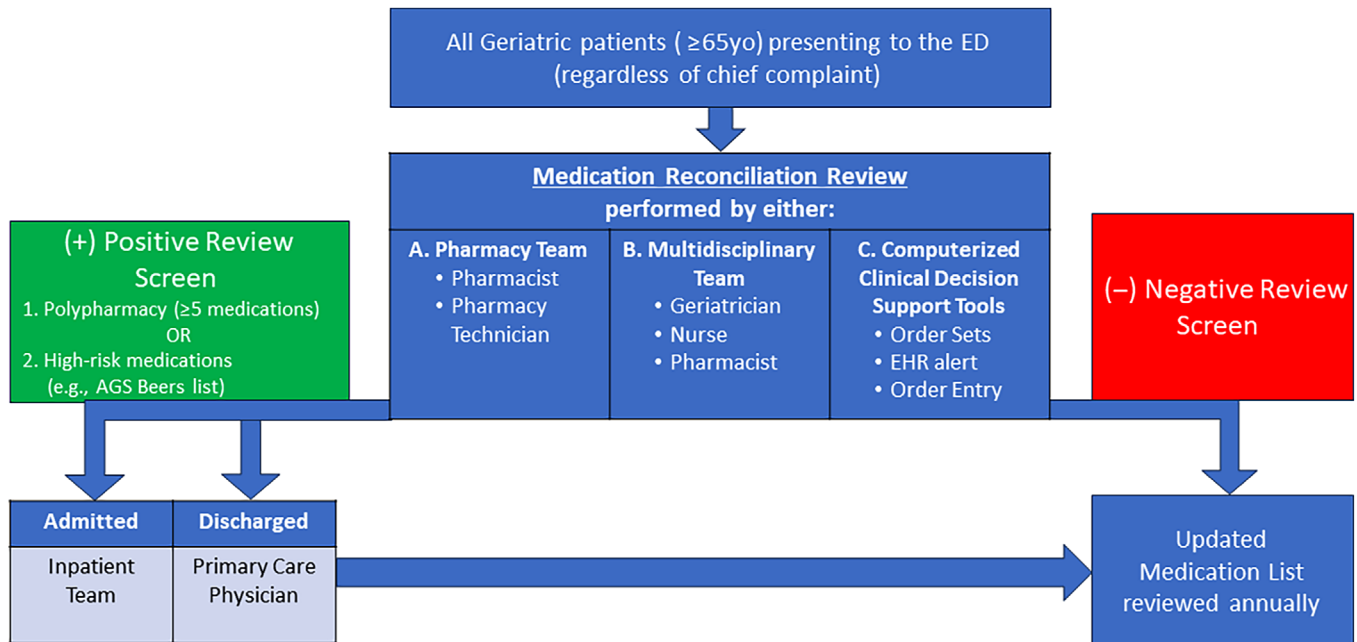 All Geriatric patients ( ≥65yo) presenting to the ED
(regardless of chief complaint)
Medication Reconciliation Review
performed by either:
A. Pharmacy Team
• Pharmacist
• Pharmacy
Technician
B. Multidisciplinary
Team
• Geriatrician
• Nurse
• Pharmacist
C. Computerized
Clinical Decision
Support Tools
• Order Sets
• EHR alert
• Order Entry
(+) Positive Review
Screen
1. Polypharmacy (≥5 medications)
OR
2. High-risk medications
(e.g., AGS Beers list)
(–) Negative Review
Screen
Admitted
Inpatient
Team
Discharged
Primary Care
Physician
Updated
Medication List
reviewed annually